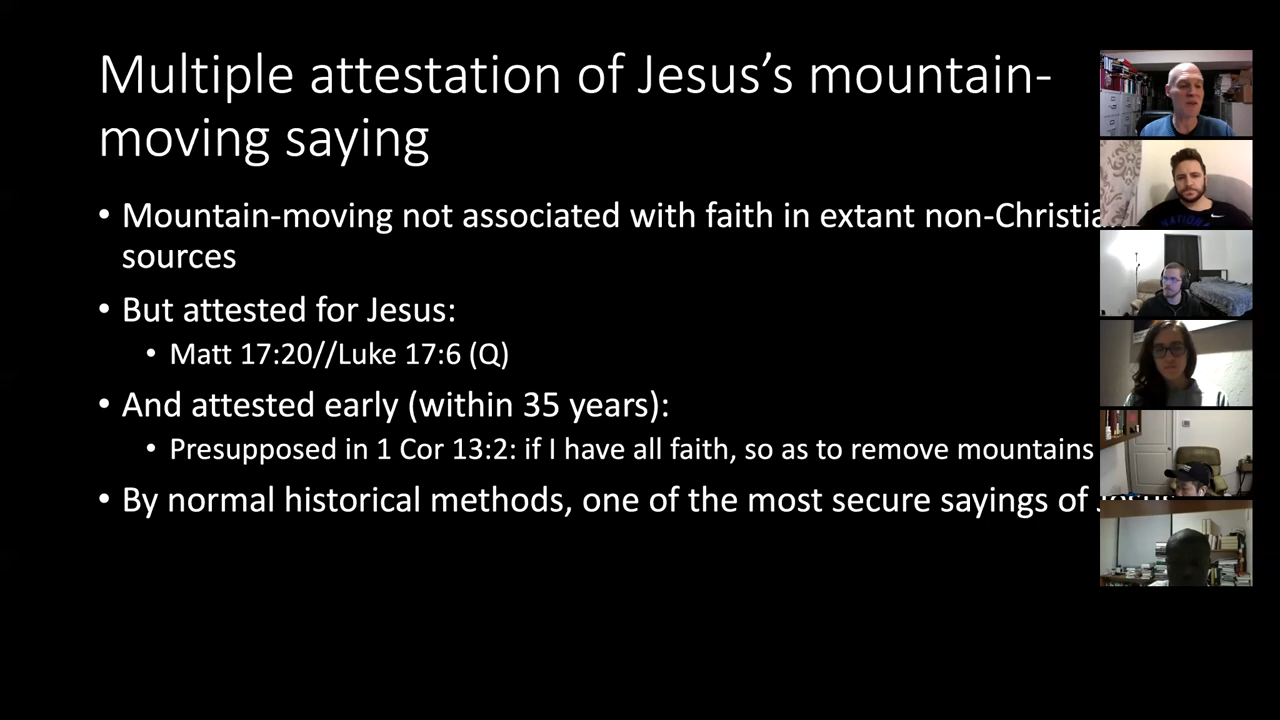 Multiple attestation of Jesus's mountain-
moving saying
• Mountain-moving not associated with faith in extant non-Christian
sources
• But attested for Jesus:
• Matt 17:20//Luke 17:6 (Q)
• And attested early (within 35 years):
• Presupposed in 1 Cor 13:2: if I have all faith, so as to remove mountains
• By normal historical methods, one of the most secure sayings of